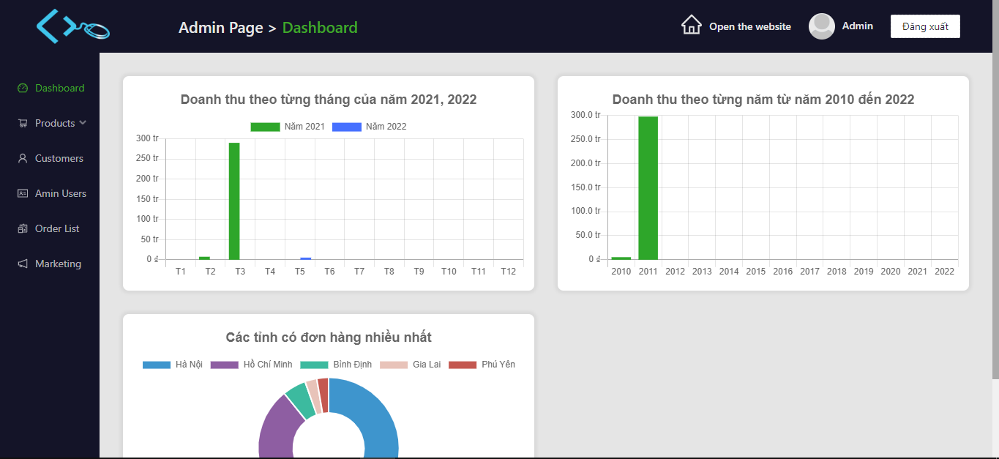 Admin Page > Dashboard
Open the website
Admin
Đăng xuất
Dashboard
Products
Customers
Amin Users
Order List
Marketing
Doanh thu theo từng tháng của năm 2021, 2022
Năm 2021 Năm 2022
300 tr
250 tr
200 tr
150 tr
100 tr
50 tr
0 ₫
T1 T2 T3 T4 T5 T6 T7 T8 T9 T10 T11 T12
Doanh thu theo từng năm từ năm 2010 đến 2022
300.0 tr
250.0 tr
200.0 tr
150.0 tr
100.0 tr
50.0 tr
0 ₫
2010 2011 2012 2013 2014 2015 2016 2017 2018 2019 2020 2021 2022
Các tỉnh có đơn hàng nhiều nhất
Hà Nội Hồ Chí Minh Bình Định Gia Lai Phú Yên